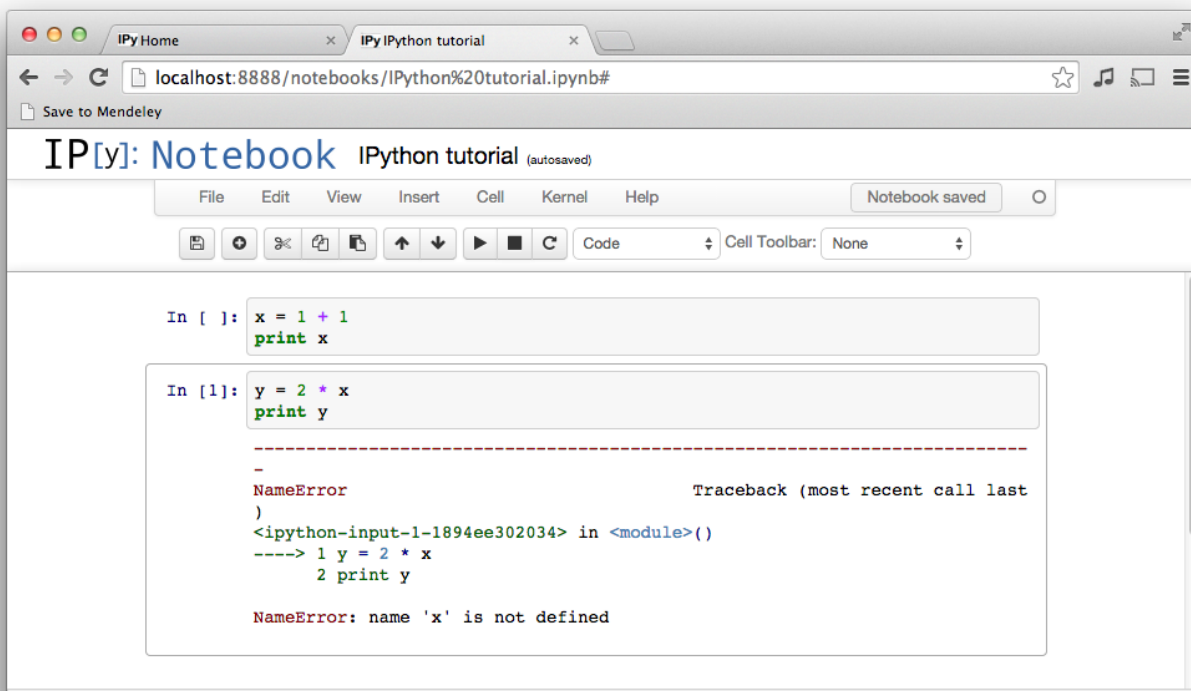 IPy Home × IPy IPython tutorial ×
localhost:8888/notebooks/IPython%20tutorial.ipynb#
Save to Mendeley
IP[y]: Notebook IPython tutorial (autosaved)
File Edit View Insert Cell Kernel Help Notebook saved
Code Cell Toolbar: None
In [ ]: x = 1 + 1
print x
In [1]: y = 2 * x
print y
--------------------------------------------------------------------------
-
NameError Traceback (most recent call last
)
<ipython-input-1-1894ee302034> in <module>()
----> 1 y = 2 * x
2 print y
NameError: name 'x' is not defined